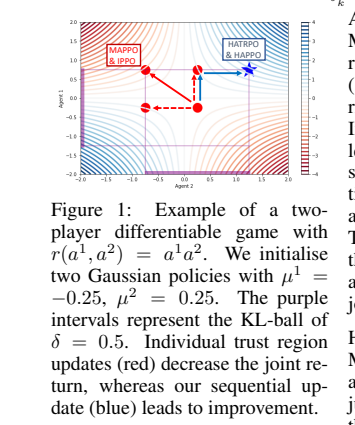 MAPPO
& IPPO
HATRPO
& HAPPO
2.0
1.5
1.0
0.5
0.0
-0.5
-1.0
-1.5
-2.0
Agent 1
-2.0 -1.5 -1.0 -0.5 0.0 0.5 1.0 1.5 2.0
Agent 2
4
3
2
1
0
-1
-2
-3
-4
Figure 1: Example of a two-
player differentiable game with
r(a¹, a²) = a¹a². We initialise
two Gaussian policies with μ¹ =
−0.25, μ² = 0.25. The purple
intervals represent the KL-ball of
δ = 0.5. Individual trust region
updates (red) decrease the joint re-
turn, whereas our sequential up-
date (blue) leads to improvement.